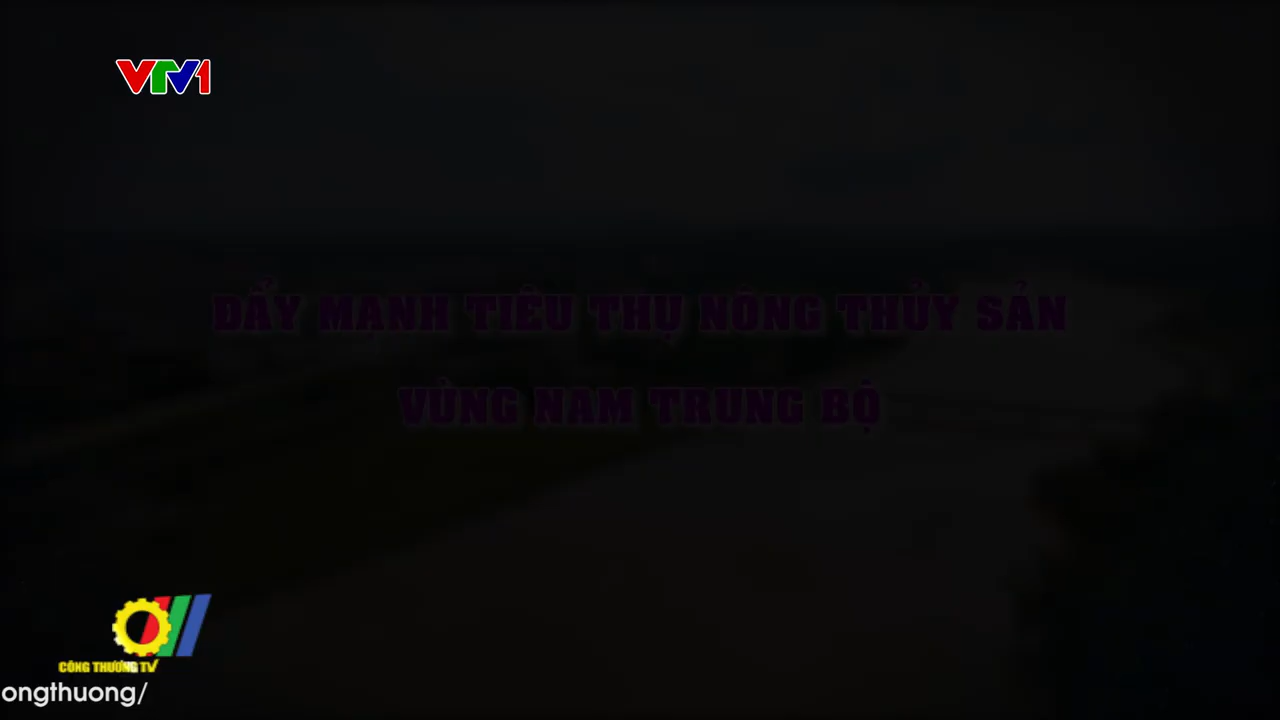 VTV1
ĐẨY MẠNH TIÊU THỤ NÔNG THỦY SẢN
VÙNG NAM TRUNG BỘ
CÔNG THƯƠNG TV
ongthuong/